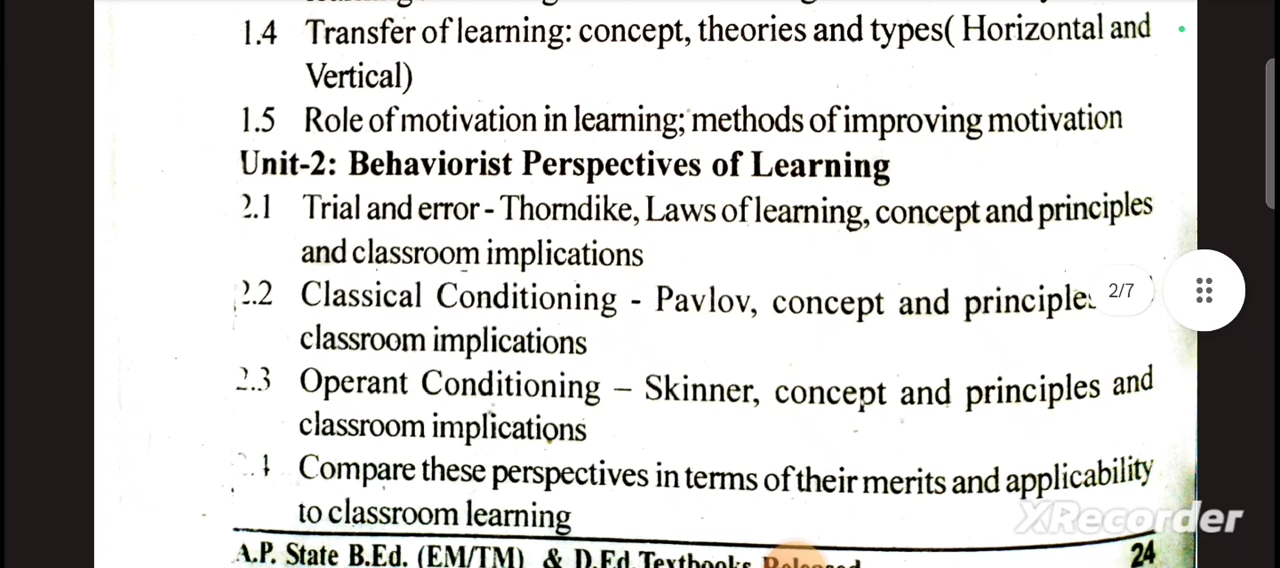 1.4 Transfer of learning: concept, theories and types( Horizontal and
Vertical)
1.5 Role of motivation in learning; methods of improving motivation
Unit-2: Behaviorist Perspectives of Learning
2.1 Trial and error - Thorndike, Laws of learning, concept and principles
and classroom implications
2.2 Classical Conditioning - Pavlov, concept and principles
2/7
classroom implications
2.3 Operant Conditioning – Skinner, concept and principles and
classroom implications
Compare these perspectives in terms of their merits and applicability
to classroom learning
XRecorder
A.P. State B.Ed. (EM/TM) & D.Ed Textbooks
24